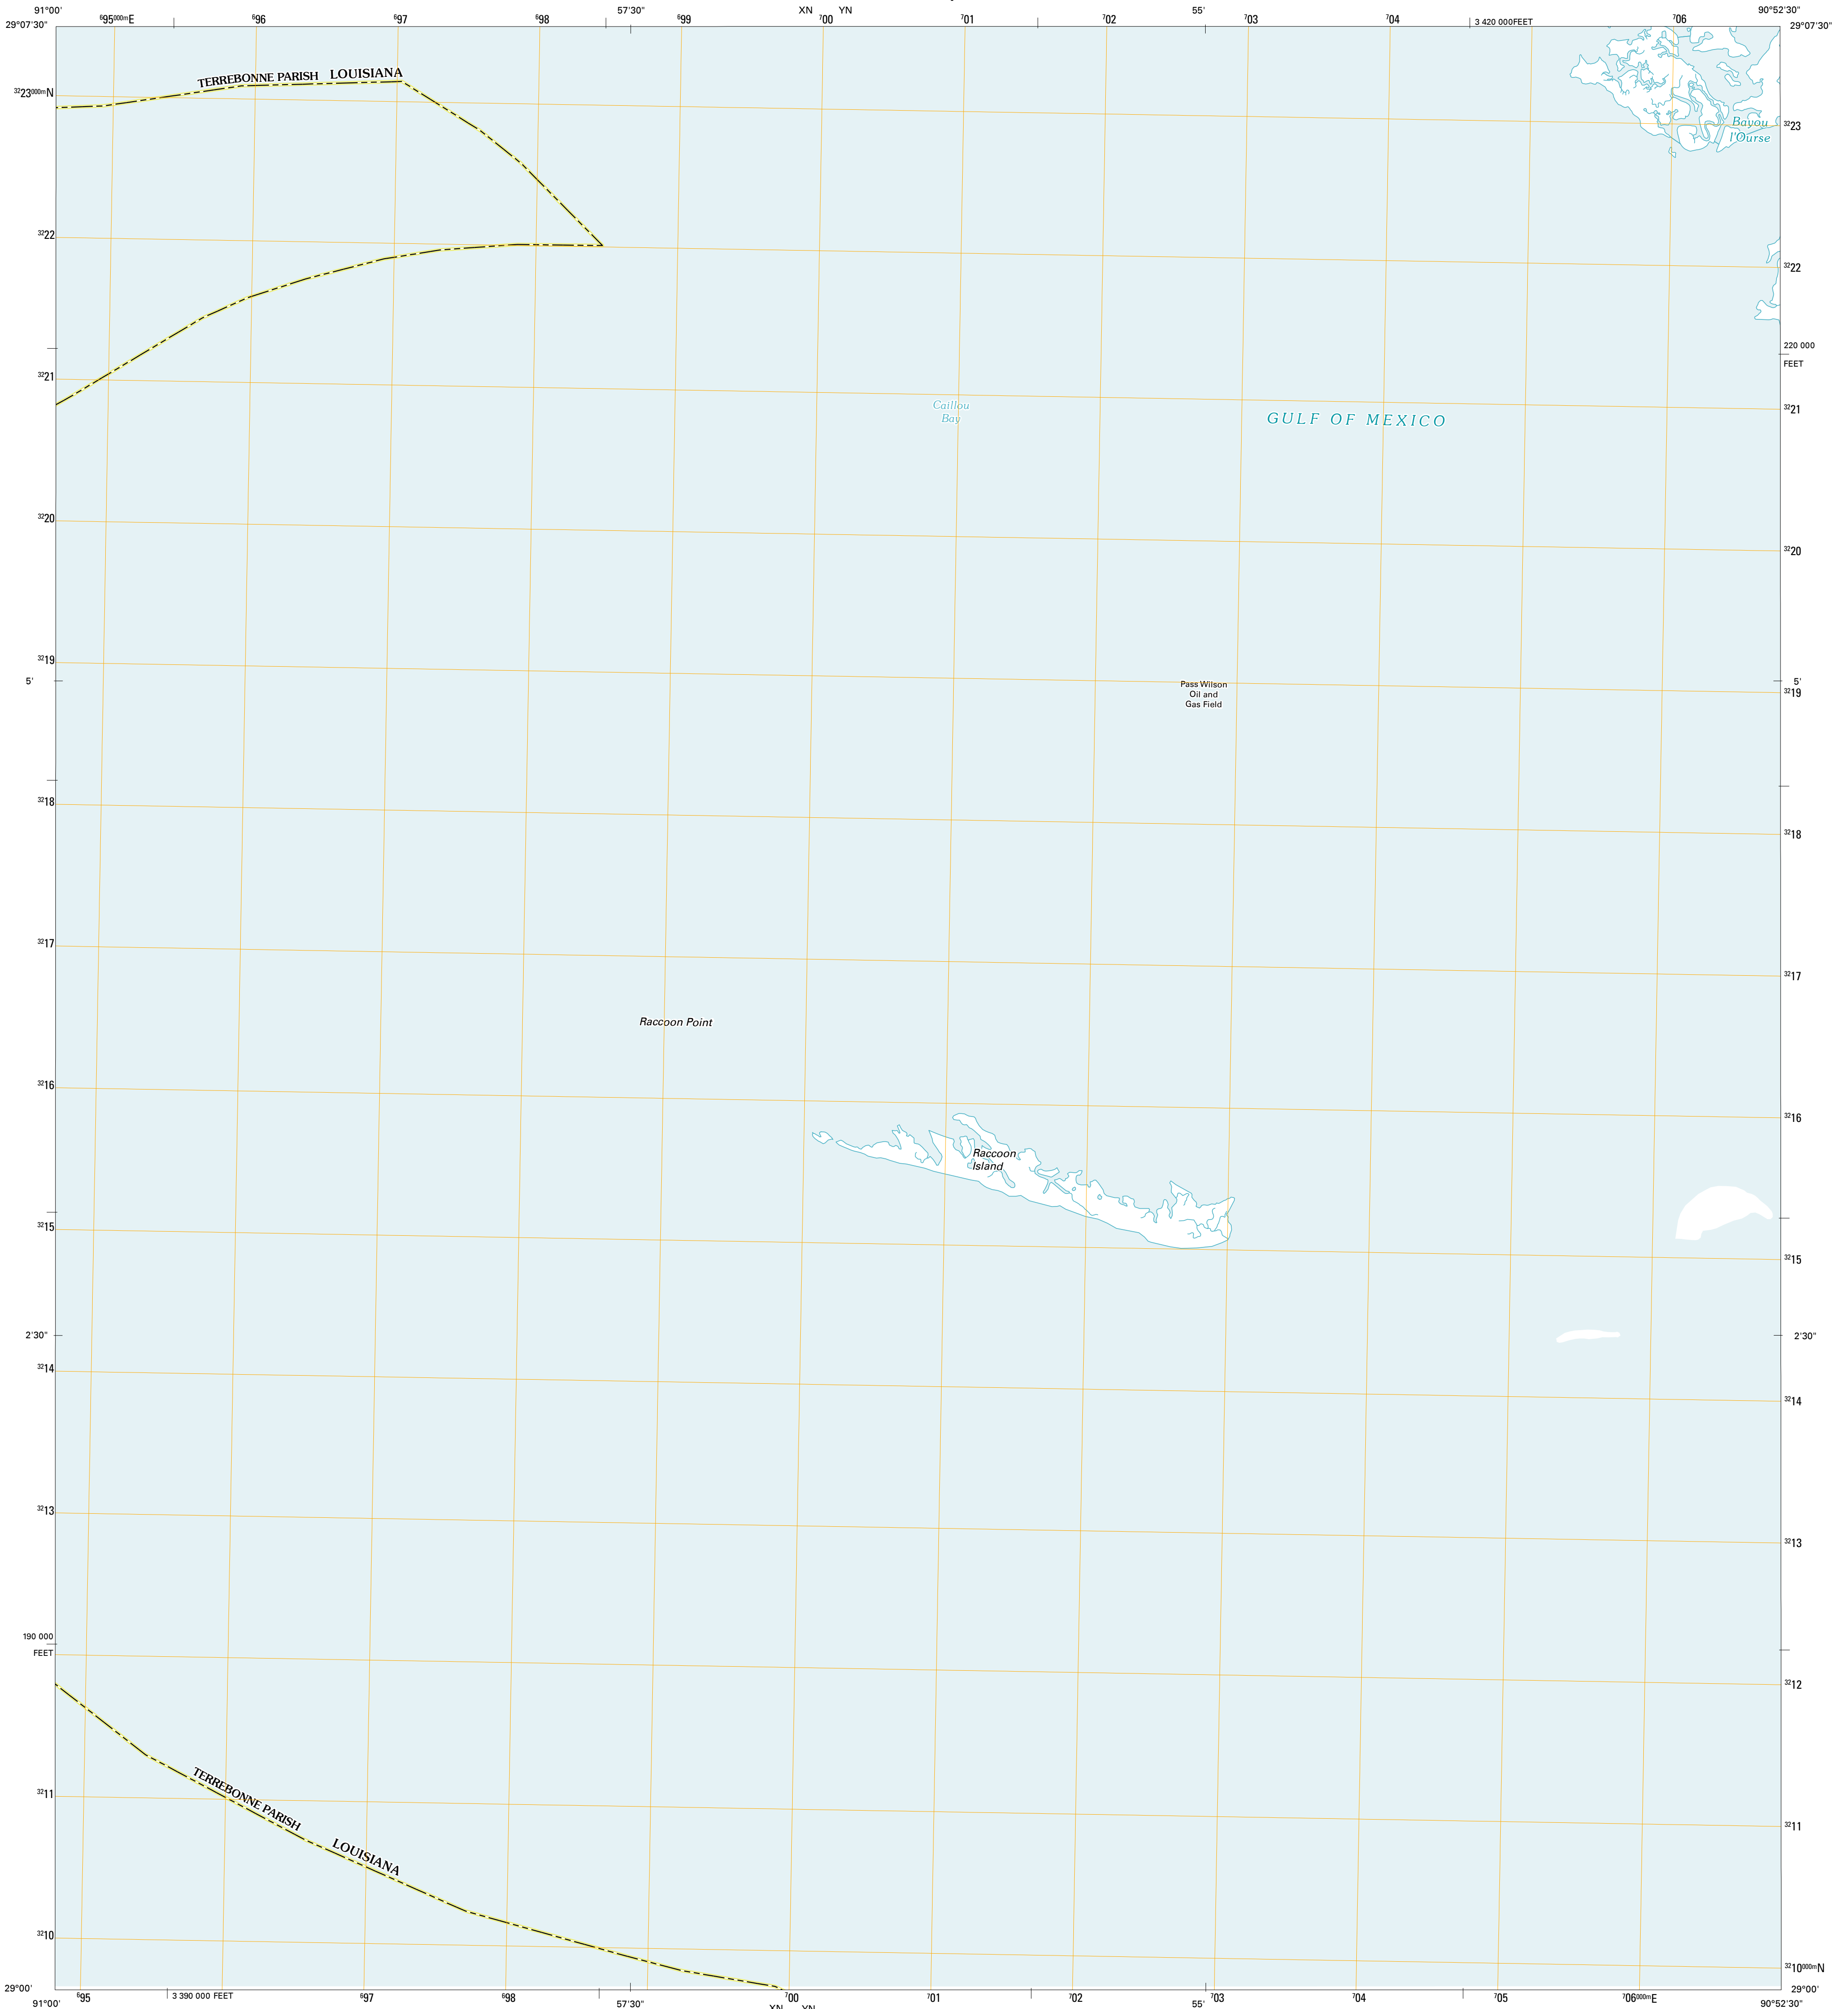 91°00' 57'30" XN YN 55' 90°52'30"
⁶95⁰⁰⁰ᵐE ⁶96 ⁶97 ⁶98 ⁶99 ⁷00 ⁷01 ⁷02 ⁷03 ⁷04 3 420 000FEET ⁷06
29°07'30" 29°07'30"
TERREBONNE PARISH LOUISIANA
³²23⁰⁰⁰ᵐN
Bayou
l'Ourse
³²23
³²22 ³²22
220 000
FEET
³²21 ³²21
Caillou
Bay
GULF OF MEXICO
³²20 ³²20
³²19
5' 5'
³²19
Pass Wilson
Oil and
Gas Field
³²18 ³²18
³²17 ³²17
Raccoon Point
³²16 ³²16
Raccoon
Island
³²15 ³²15
2'30" 2'30"
³²14 ³²14
³²13 ³²13
190 000
FEET
³²12
TERREBONNE PARISH
LOUISIANA
³²11 ³²11
³²10 ³²10⁰⁰⁰ᵐN
29°00' 29°00'
⁶95 3 390 000 FEET ⁶97 ⁶98 ⁷00 ⁷01 ⁷02 ⁷03 ⁷04 ⁷05 ⁷06⁰⁰⁰ᵐE
91°00' 57'30" XN YN 55' 90°52'30"